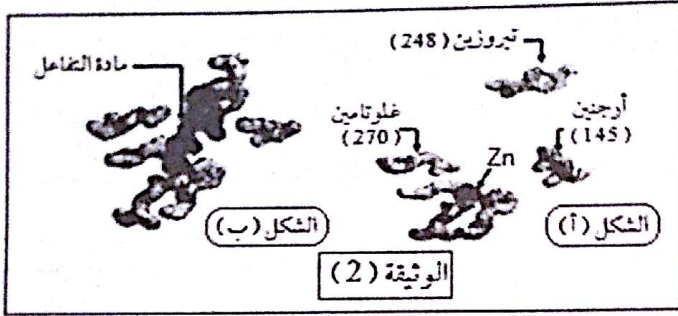 تيروزين (248)
مادة التفاعل
أرجنين
(145)
غلوتامين
(270)
Zn
الشكل (أ)
الشكل (ب)
الوثيقة (2)